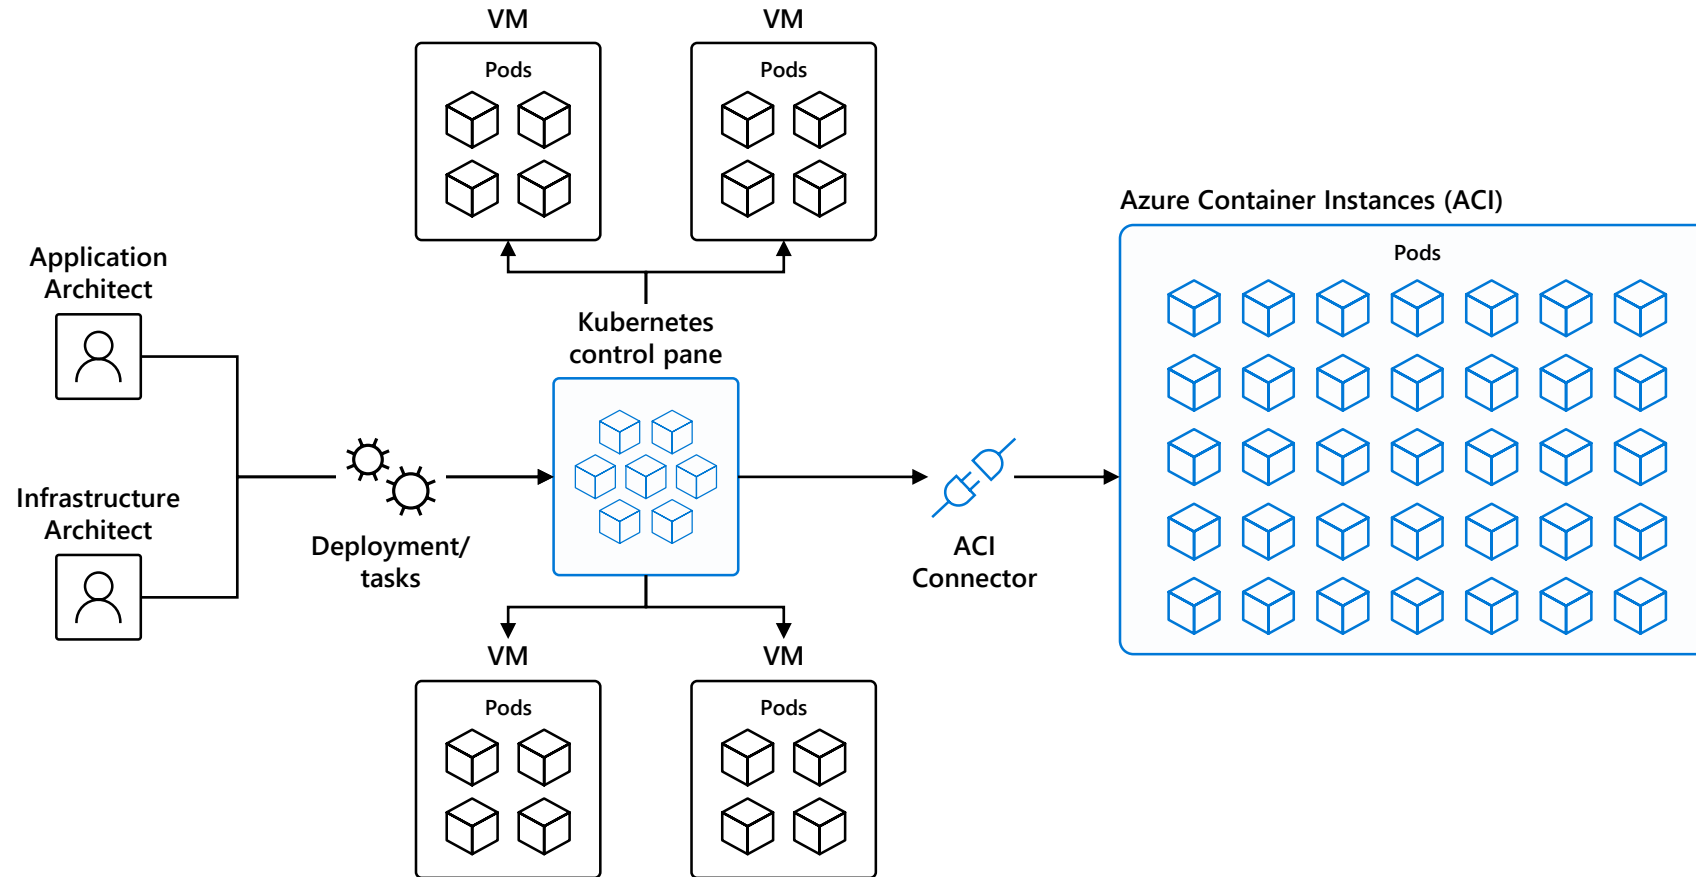 VM
VM
Pods
Pods
Azure Container Instances (ACI)
Pods
Application
Architect
Kubernetes
control pane
Infrastructure
Architect
Deployment/
tasks
ACI
Connector
VM
VM
Pods
Pods